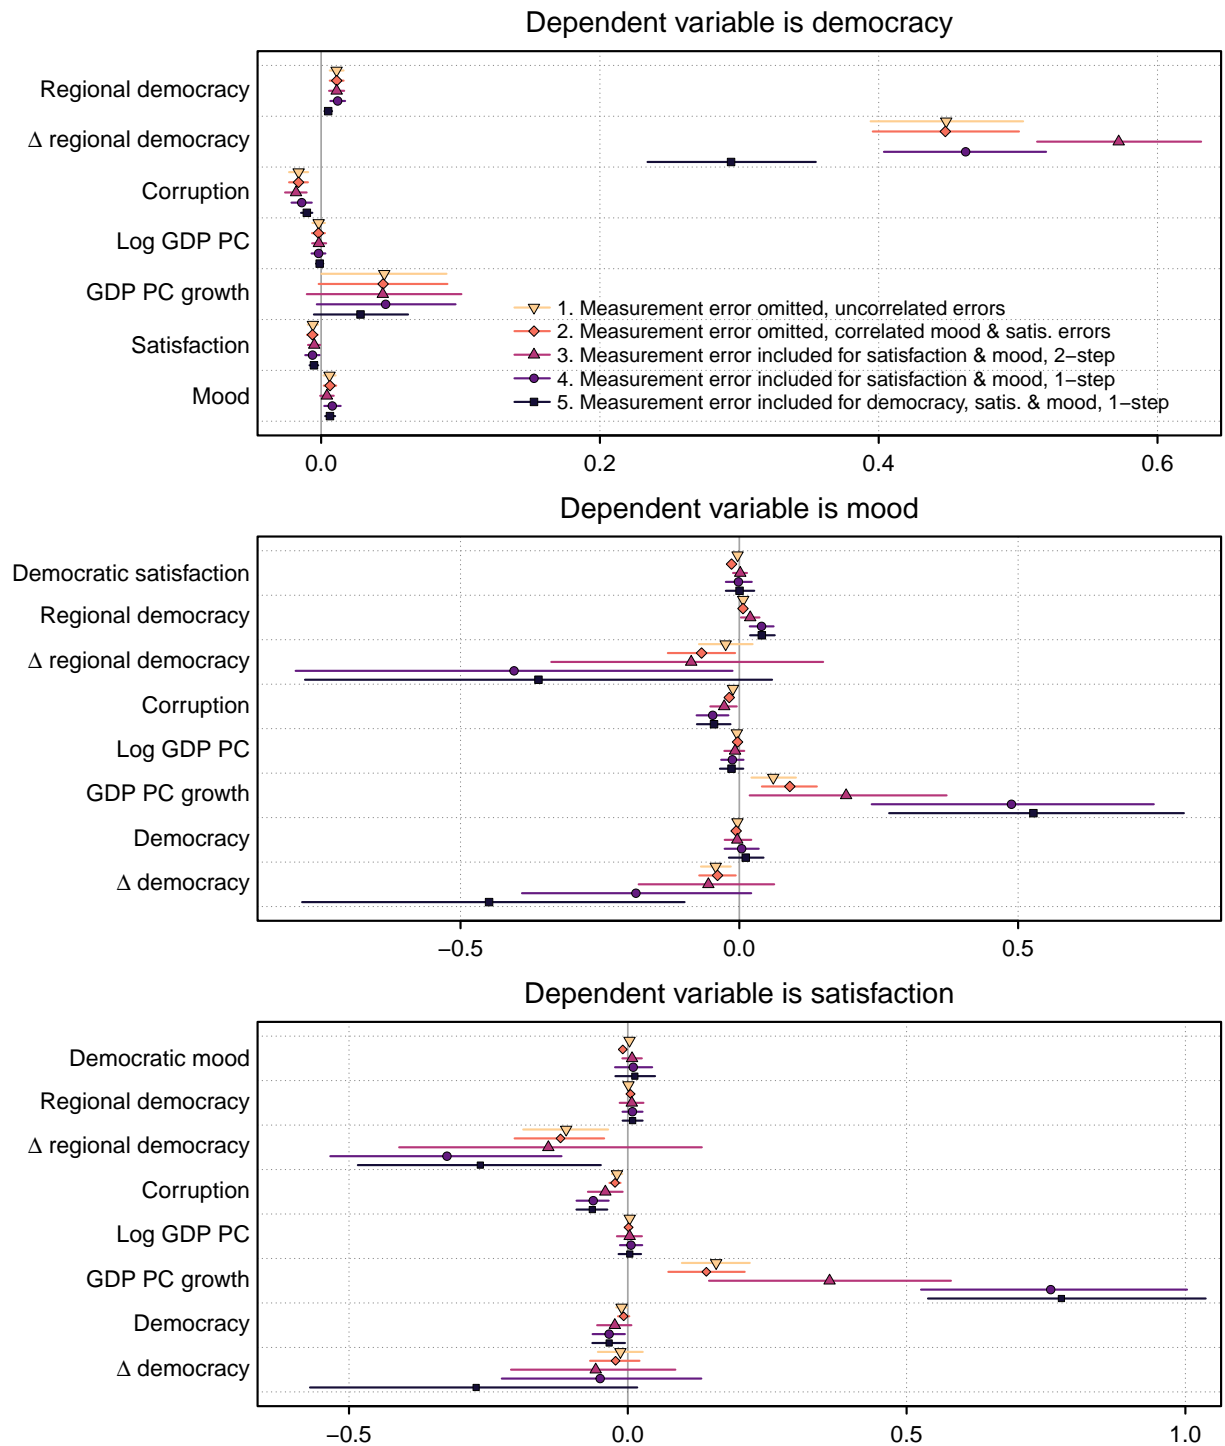 Dependent variable is democracy
Regional democracy
Δ regional democracy
Corruption
Log GDP PC
GDP PC growth
Satisfaction
Mood
1. Measurement error omitted, uncorrelated errors
2. Measurement error omitted, correlated mood & satis. errors
3. Measurement error included for satisfaction & mood, 2−step
4. Measurement error included for satisfaction & mood, 1−step
5. Measurement error included for democracy, satis. & mood, 1−step
0.0 0.2 0.4 0.6
Dependent variable is mood
Democratic satisfaction
Regional democracy
Δ regional democracy
Corruption
Log GDP PC
GDP PC growth
Democracy
Δ democracy
−0.5 0.0 0.5
Dependent variable is satisfaction
Democratic mood
Regional democracy
Δ regional democracy
Corruption
Log GDP PC
GDP PC growth
Democracy
Δ democracy
−0.5 0.0 0.5 1.0